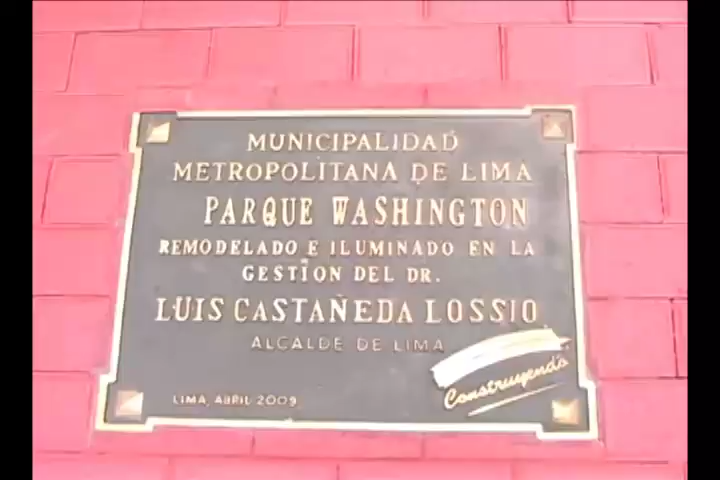 MUNICIPALIDAD
METROPOLITANA DE LIMA
PARQUE WASHINGTON
REMODELADO E ILUMINADO EN LA
GESTIÓN DEL DR.
LUIS CASTAÑEDA LOSSIO
ALCALDE DE LIMA
Construyendo
LIMA, ABRIL 2009